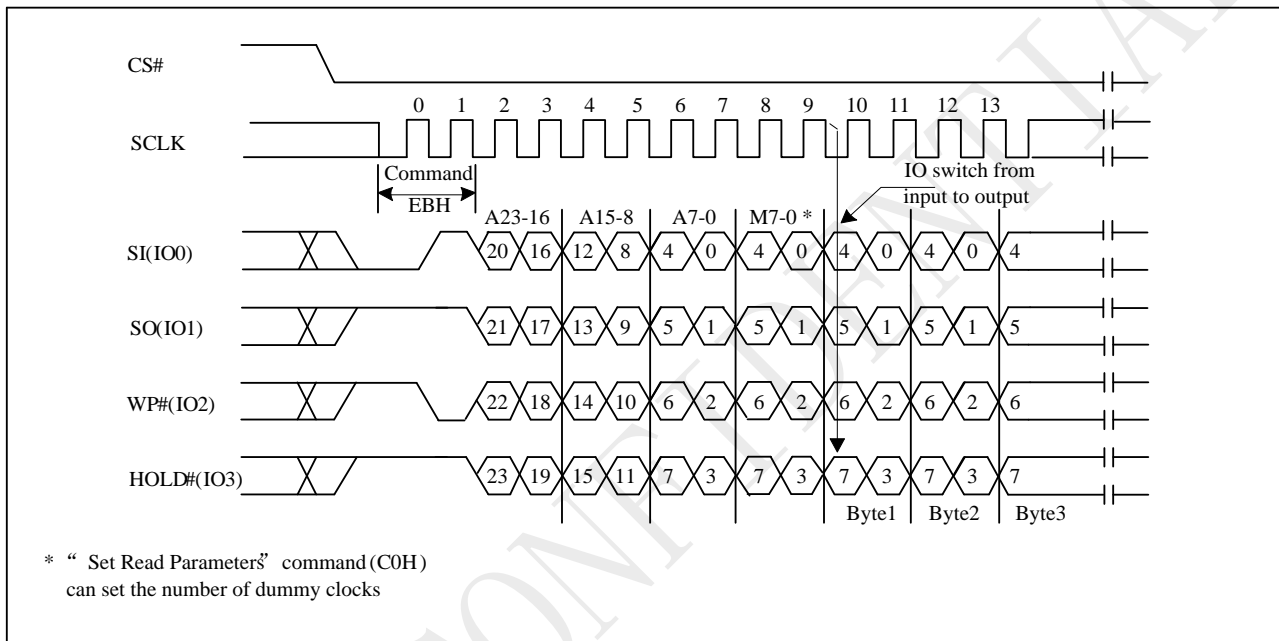 CS#
0 1 2 3 4 5 6 7 8 9 10 11 12 13
SCLK
Command
EBH
IO switch from
input to output
A23-16 A15-8 A7-0 M7-0 *
SI(IO0) 20 16 12 8 4 0 4 0 4 0 4 0 4
SO(IO1) 21 17 13 9 5 1 5 1 5 1 5 1 5
WP#(IO2) 22 18 14 10 6 2 6 2 6 2 6 2 6
HOLD#(IO3) 23 19 15 11 7 3 7 3 7 3 7 3 7
Byte1 Byte2 Byte3
* “ Set Read Parameters” command (C0H)
can set the number of dummy clocks
CONFIDENTIAL